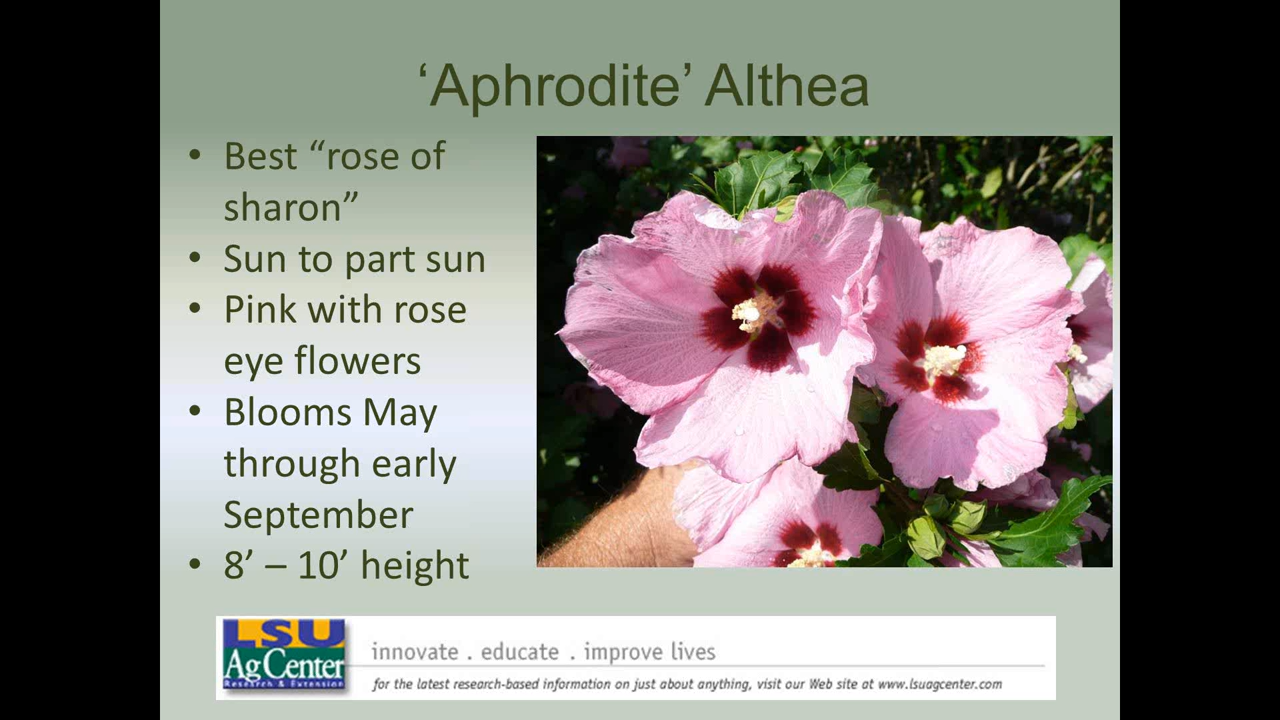 ‘Aphrodite’ Althea
• Best “rose of
sharon”
• Sun to part sun
• Pink with rose
eye flowers
• Blooms May
through early
September
• 8’ – 10’ height
LSU
AgCenter
Research & Extension
innovate . educate . improve lives
for the latest research-based information on just about anything, visit our Web site at www.lsuagcenter.com